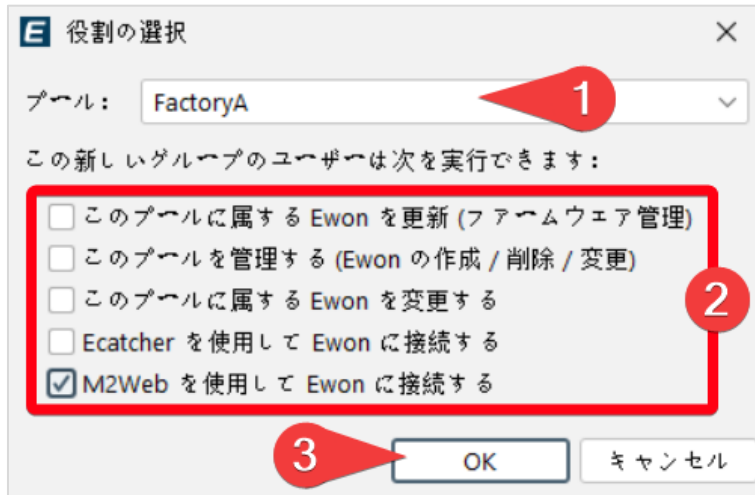 E 役割の選択
プール: FactoryA 1
この新しいグループのユーザーは次を実行できます:
このプールに属する Ewon を更新 (ファームウェア管理)
このプールを管理する (Ewon の作成 / 削除 / 変更)
このプールに属する Ewon を変更する
2
Ecatcher を使用して Ewon に接続する
M2Web を使用して Ewon に接続する
3 OK キャンセル